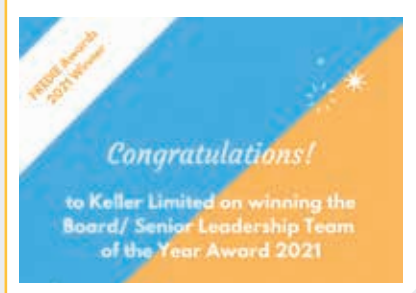 FREDIE Awards
2021 Winner
Congratulations!
to Keller Limited on winning the
Board/ Senior Leadership Team
of the Year Award 2021